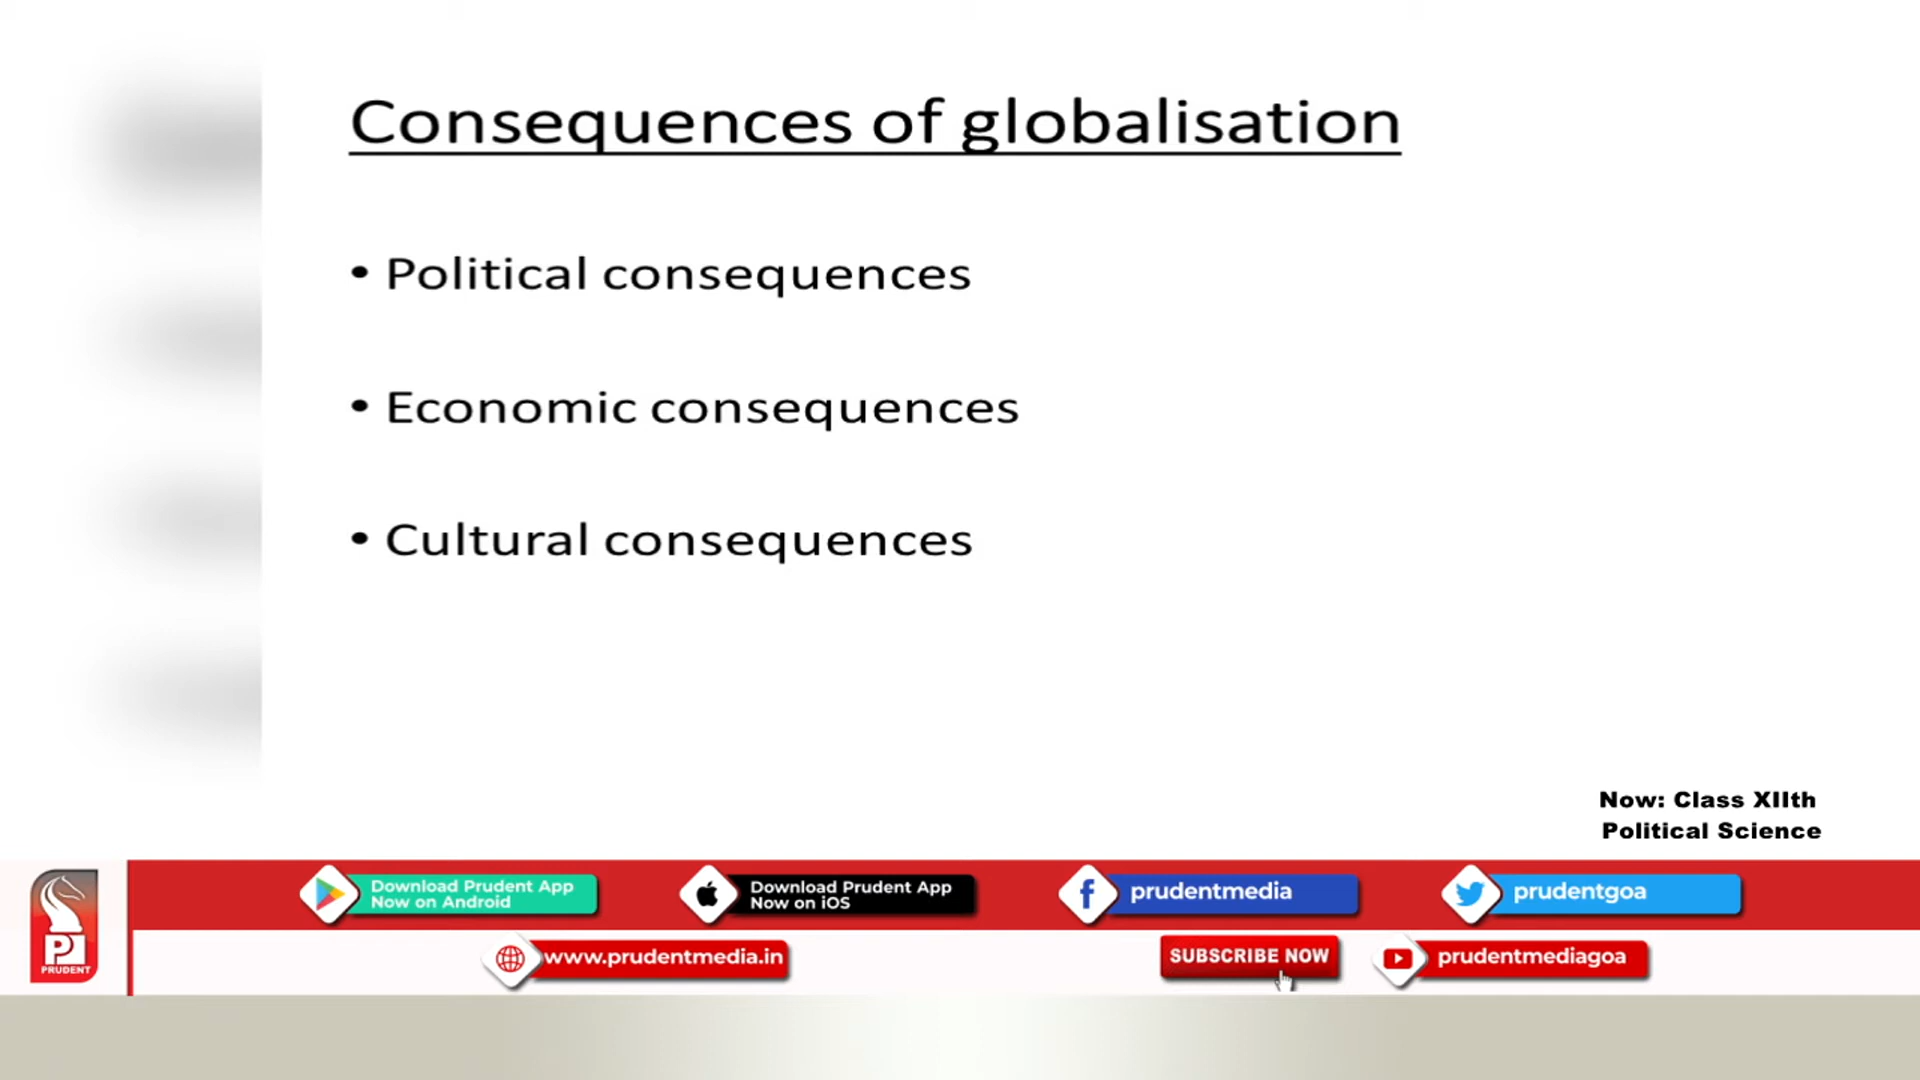 Consequences of globalisation
• Political consequences
• Economic consequences
• Cultural consequences
Now: Class XIIth
Political Science
Download Prudent App
Now on Android
Download Prudent App
Now on iOS
prudentmedia
prudentgoa
PRUDENT
www.prudentmedia.in
SUBSCRIBE NOW
prudentmediagoa